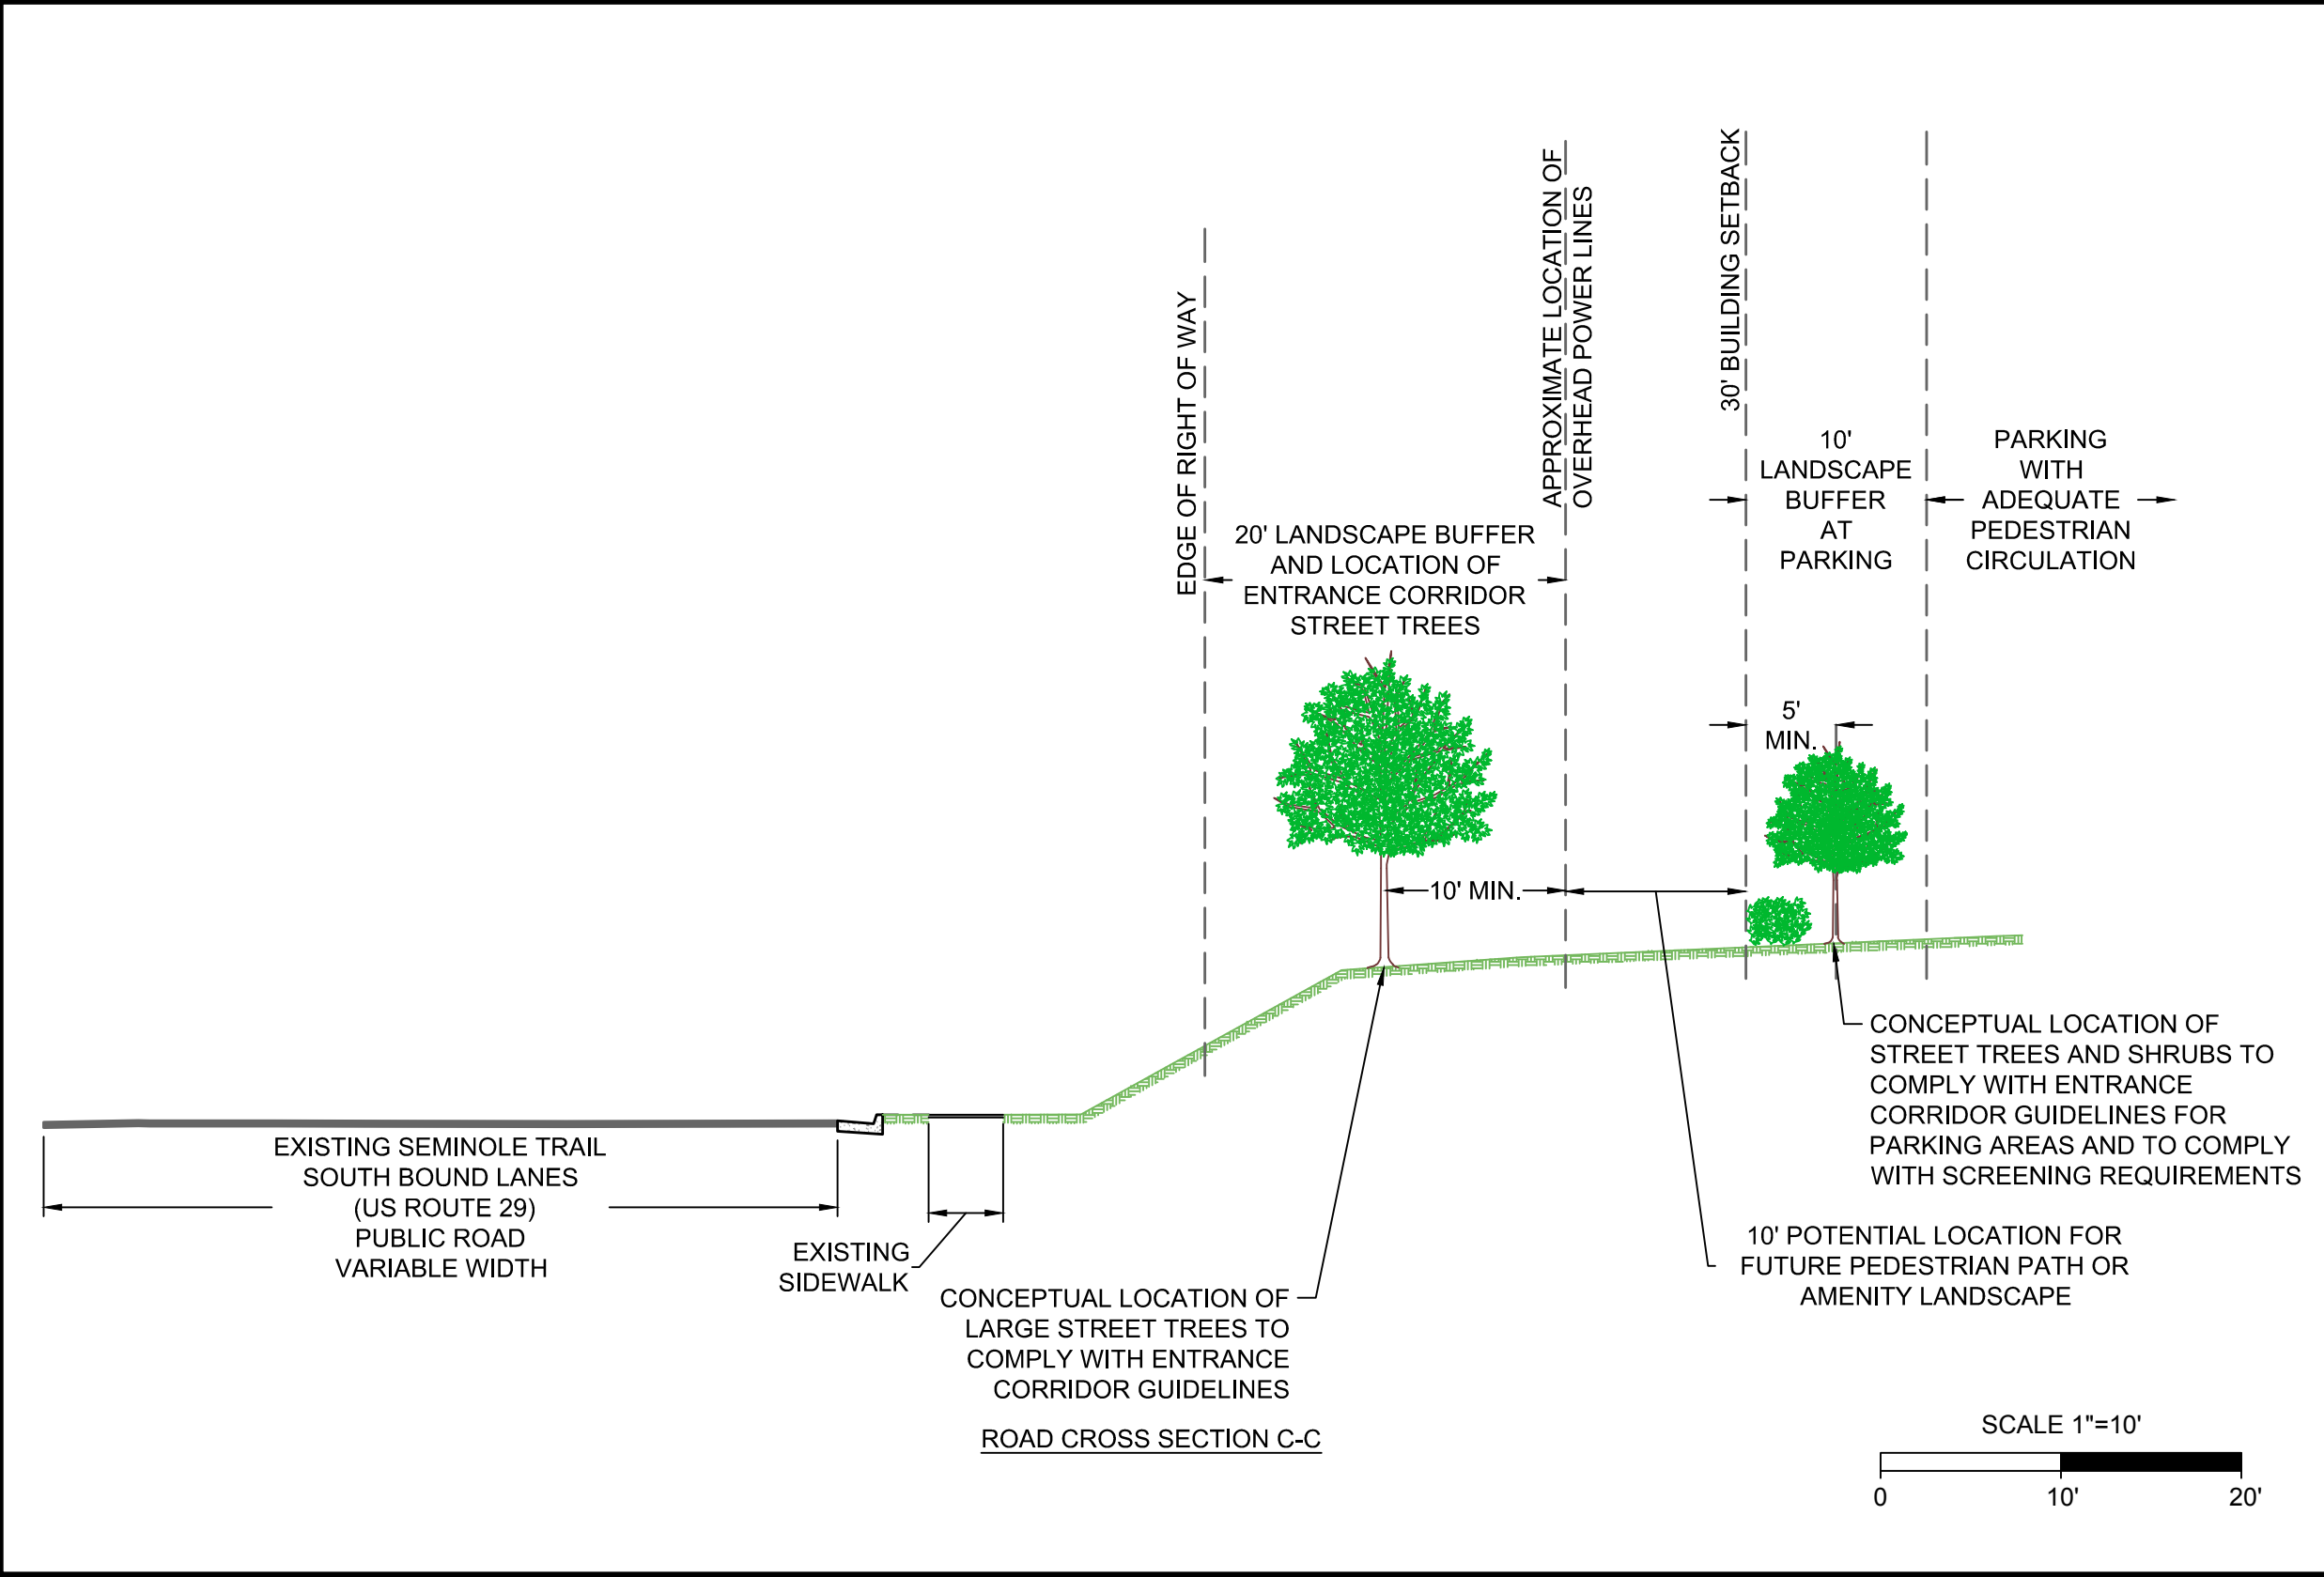 EDGE OF RIGHT OF WAY
APPROXIMATE LOCATION OF
OVERHEAD POWER LINES
30' BUILDING SETBACK
20' LANDSCAPE BUFFER
AND LOCATION OF
ENTRANCE CORRIDOR
STREET TREES
10'
LANDSCAPE
BUFFER
AT
PARKING
PARKING
WITH
ADEQUATE
PEDESTRIAN
CIRCULATION
5'
MIN.
10' MIN.
EXISTING SEMINOLE TRAIL
SOUTH BOUND LANES
(US ROUTE 29)
PUBLIC ROAD
VARIABLE WIDTH
EXISTING
SIDEWALK
CONCEPTUAL LOCATION OF
LARGE STREET TREES TO
COMPLY WITH ENTRANCE
CORRIDOR GUIDELINES
CONCEPTUAL LOCATION OF
STREET TREES AND SHRUBS TO
COMPLY WITH ENTRANCE
CORRIDOR GUIDELINES FOR
PARKING AREAS AND TO COMPLY
WITH SCREENING REQUIREMENTS
10' POTENTIAL LOCATION FOR
FUTURE PEDESTRIAN PATH OR
AMENITY LANDSCAPE
ROAD CROSS SECTION C-C
SCALE 1"=10'
0 10' 20'